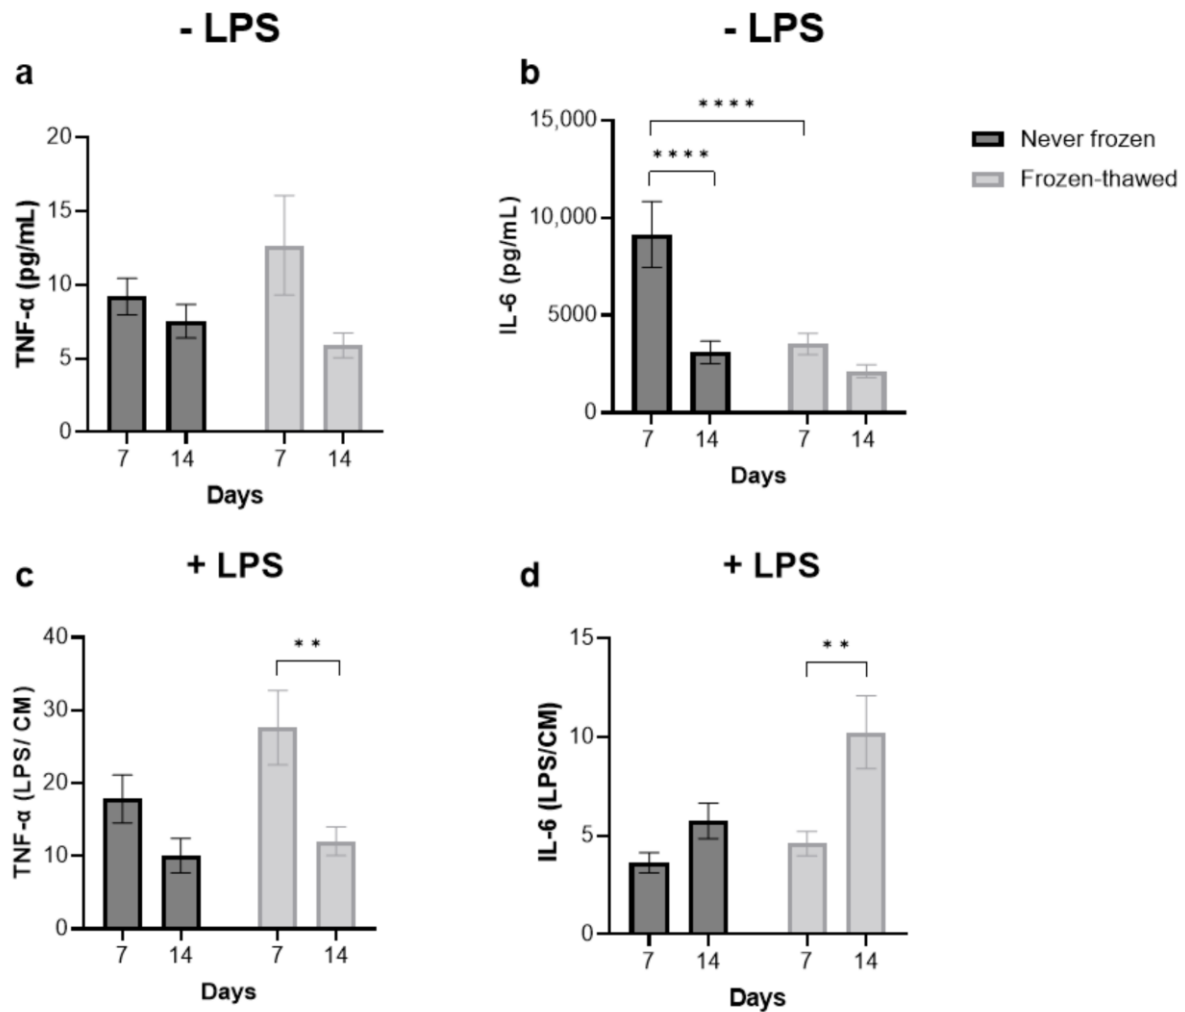 - LPS
- LPS
a
b
TNF-α (pg/mL)
20
15
10
5
0
7 14 7 14
Days
IL-6 (pg/mL)
15,000
10,000
5000
0
****
****
7 14 7 14
Days
Never frozen
Frozen-thawed
+ LPS
+ LPS
c
d
TNF-α (LPS/ CM)
40
30
20
10
0
**
7 14 7 14
Days
IL-6 (LPS/CM)
15
10
5
0
**
7 14 7 14
Days